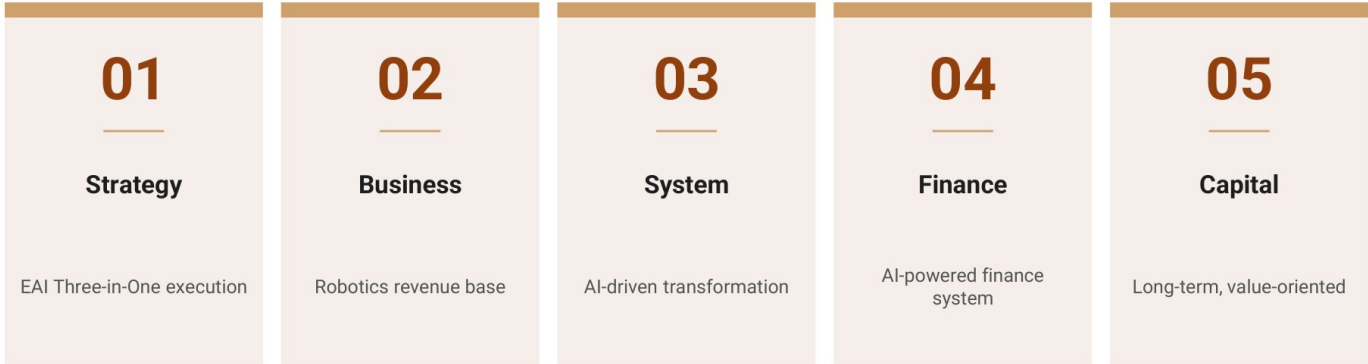 01
Strategy
EAI Three-in-One execution
02
Business
Robotics revenue base
03
System
AI-driven transformation
04
Finance
AI-powered finance
system
05
Capital
Long-term, value-oriented